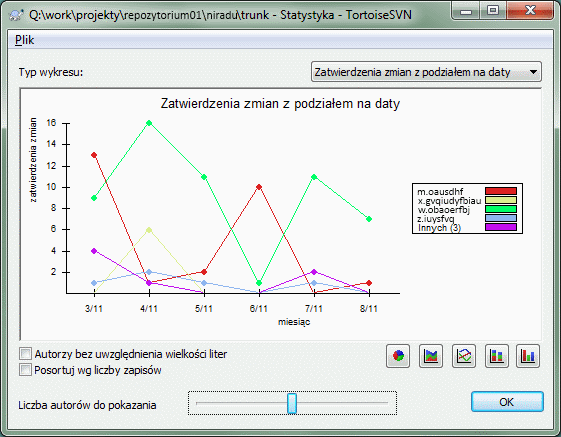 Q:\work\projekty\repozytorium01\niradu\trunk - Statystyka - TortoiseSVN
Plik
Typ wykresu:
Zatwierdzenia zmian z podziałem na daty
Zatwierdzenia zmian z podziałem na daty
zatwierdzenia zmian
16
14
12
10
8
6
4
2
3/11 4/11 5/11 6/11 7/11 8/11
miesiąc
m.oausdhf
x.gvqiudyfbiau
w.obaoerfbj
z.iuysfvq
Innych (3)
Autorzy bez uwzględnienia wielkości liter
Posortuj wg liczby zapisów
Liczba autorów do pokazania
OK